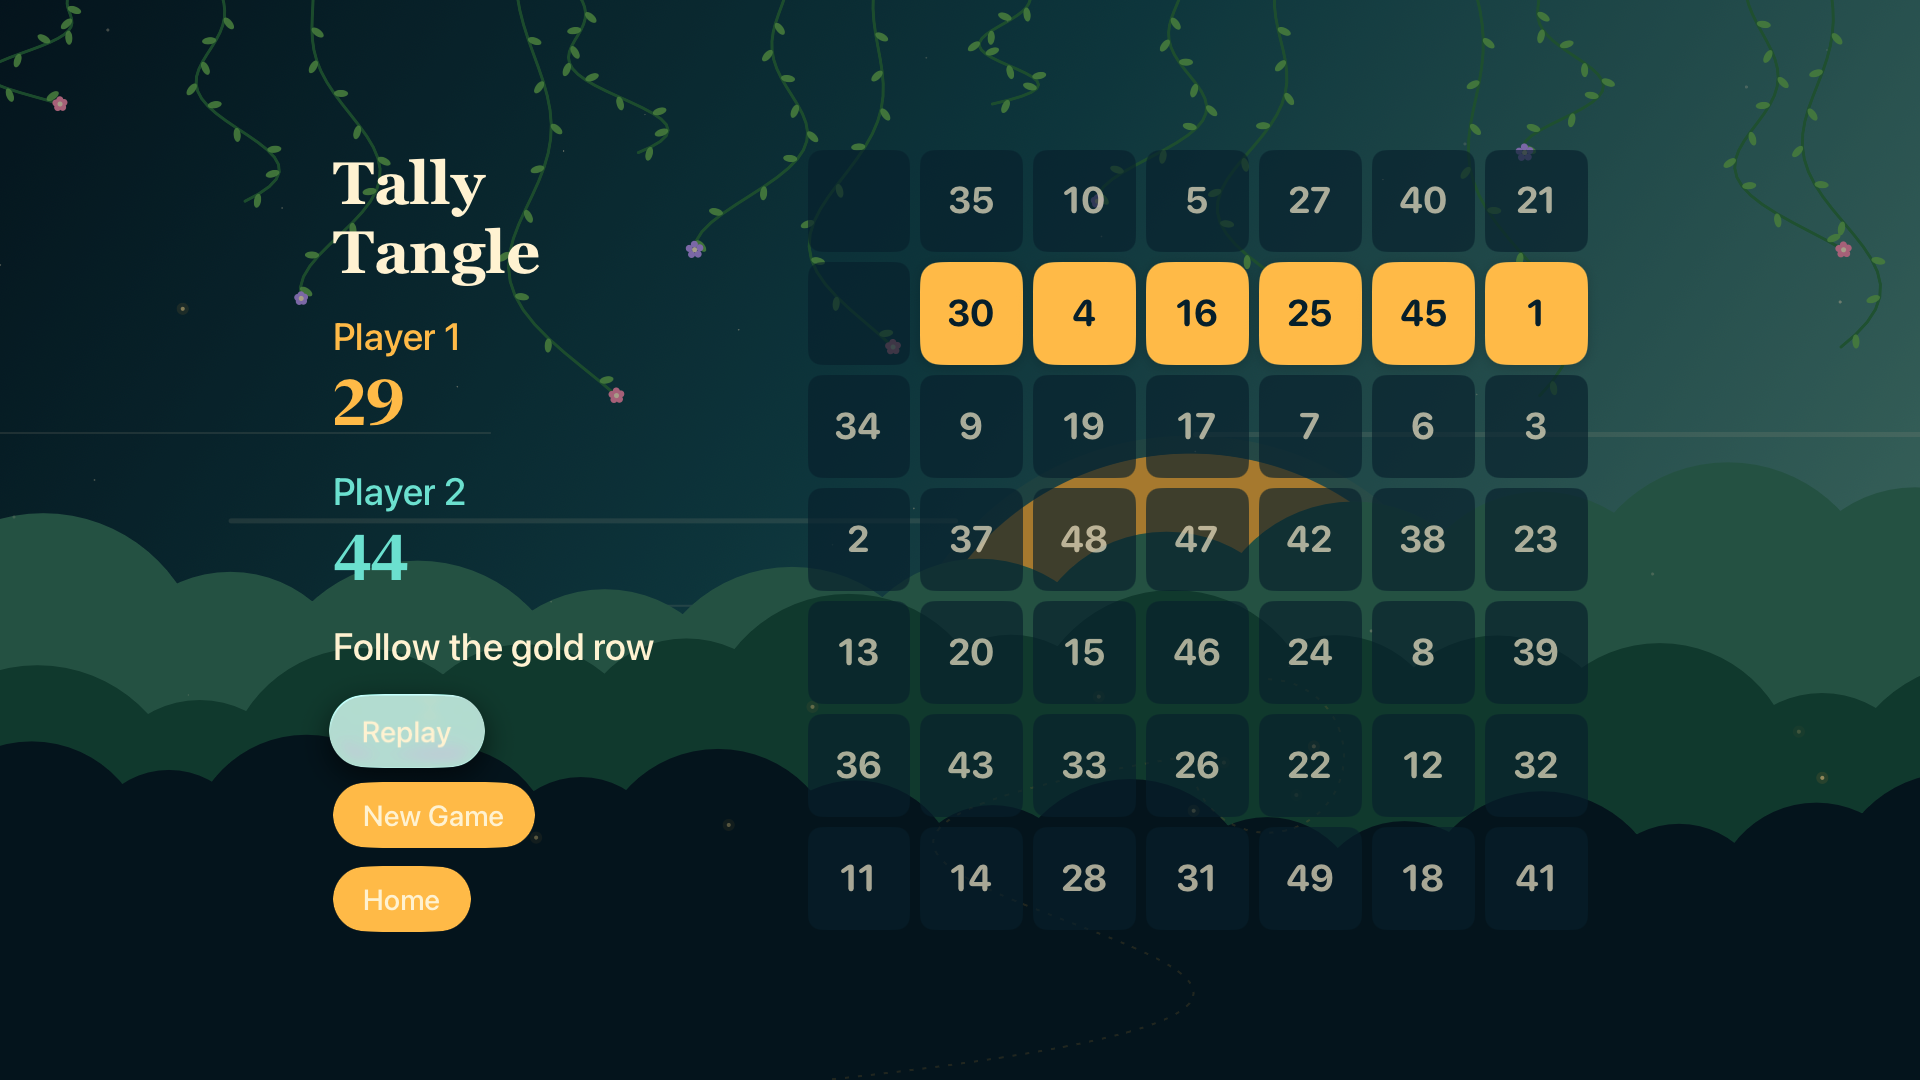 Tally
Tangle
Player 1
29
Player 2
44
Follow the gold row
Replay
New Game
Home
35 10 5 27 40 21
30 4 16 25 45 1
34 9 19 17 7 6 3
2 37 48 47 42 38 23
13 20 15 46 24 8 39
36 43 33 26 22 12 32
11 14 28 31 49 18 41